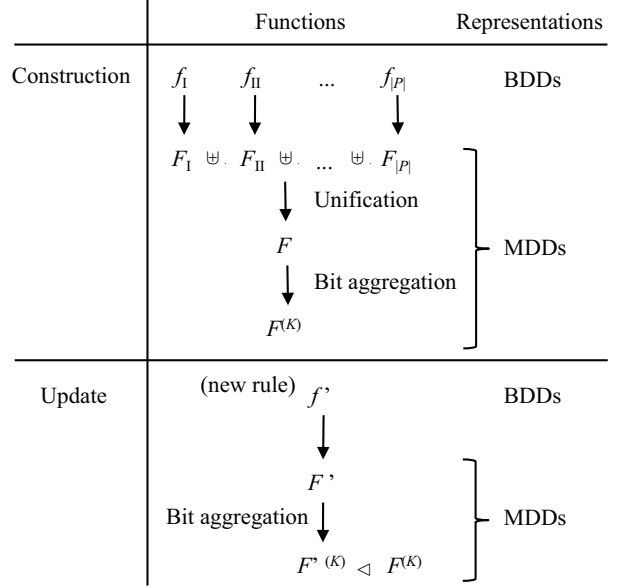 Functions Representations
Construction f_I f_II ... f_|P| BDDs
F_I ⊎ F_II ⊎ ... ⊎ F_|P|
Unification
F MDDs
Bit aggregation
F^(K)
Update (new rule) f’ BDDs
F’
Bit aggregation MDDs
F’^(K) ◁ F^(K)